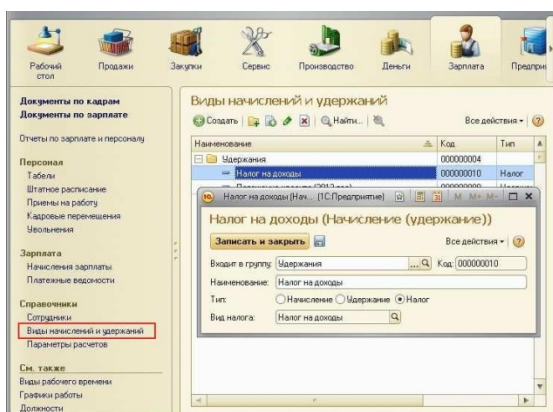 Рабочий стол
Продажи
Закупки
Сервис
Производство
Деньги
Зарплата
Предпри
Документы по кадрам
Документы по зарплате
Отчеты по зарплате и персоналу
Персонал
Табели
Штатное расписание
Приемы на работу
Кадровые перемещения
Увольнения
Зарплата
Начисления зарплаты
Платежные ведомости
Справочники
Сотрудники
Виды начислений и удержаний
Параметры расчетов
См. также
Виды рабочего времени
Графики работы
Должности
Виды начислений и удержаний
Создать Найти... Все действия
Наименование Код Тип
Удержания 000000004
Налог на доходы 000000010 Налог
Налог на доходы (Нач... (1С:Предприятие) M M+ M-
Налог на доходы (Начисление (удержание))
Записать и закрыть Все действия
Входит в группу: Удержания ... Код: 000000010
Наименование: Налог на доходы
Тип: Начисление Удержание Налог
Вид налога: Налог на доходы